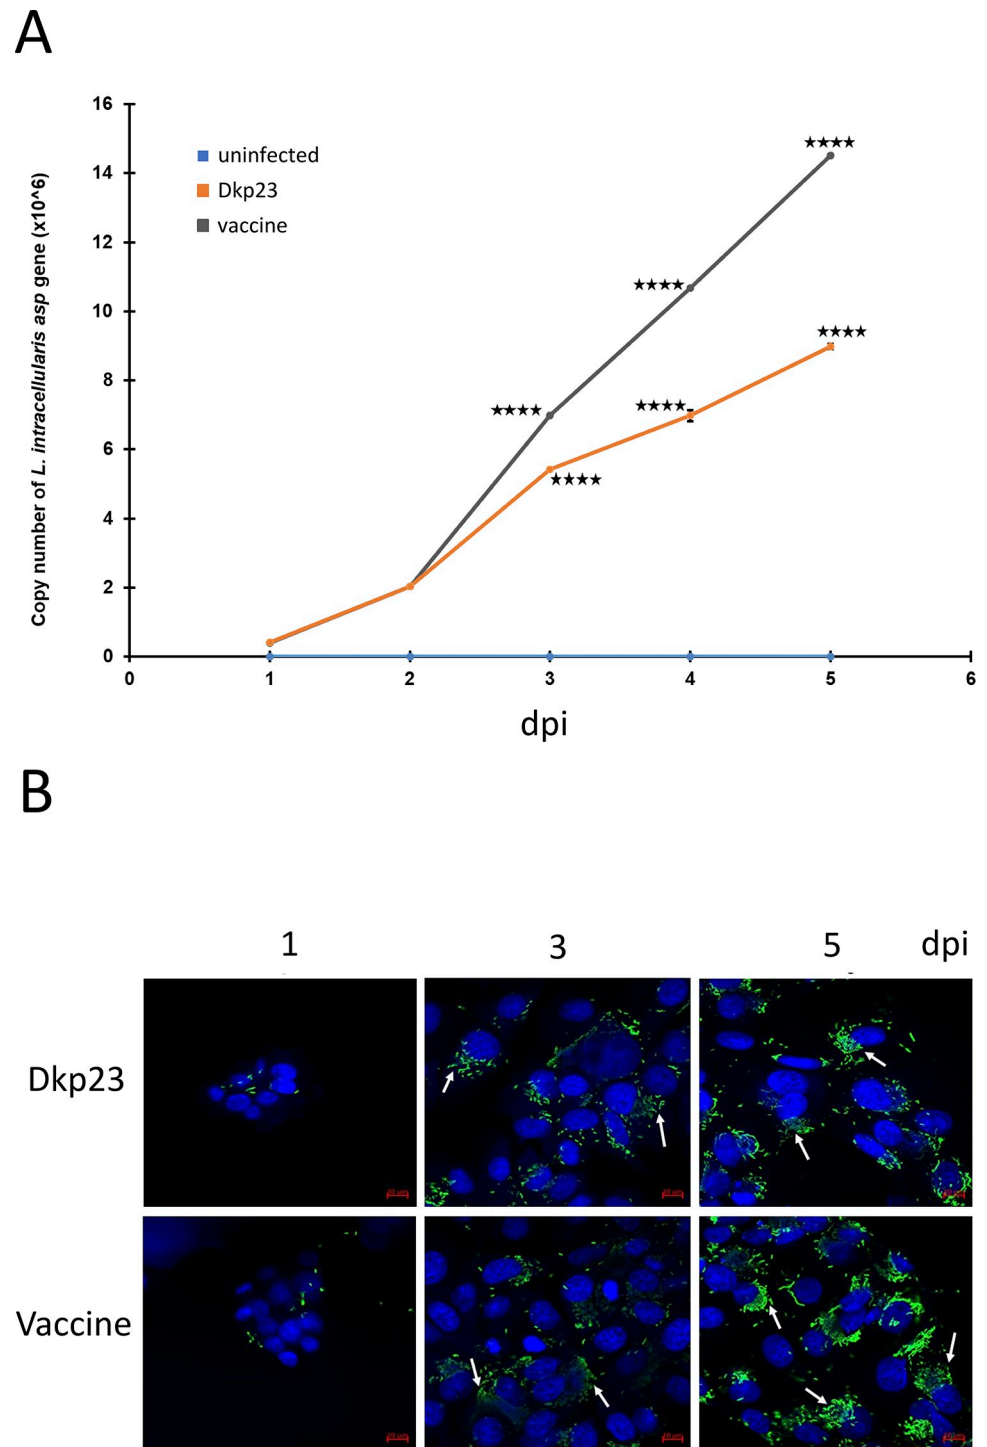 A
16
14
12
10
8
6
4
2
0
uninfected
Dkp23
vaccine
★★★★
★★★★
★★★★
★★★★
★★★★
★★★★
Copy number of L. intracellularis asp gene (x10^6)
0 1 2 3 4 5 6
dpi
B
1 3 5 dpi
Dkp23
Vaccine